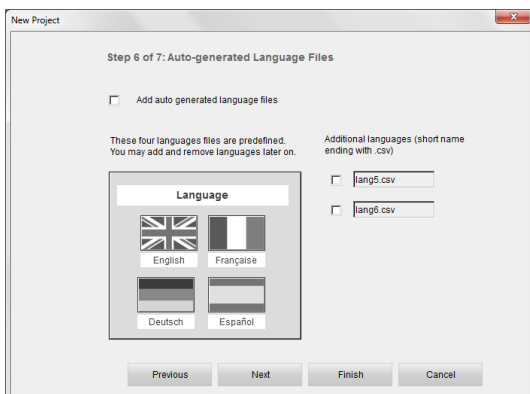 New Project
Step 6 of 7: Auto-generated Language Files
Add auto generated language files
These four languages files are predefined.
You may add and remove languages later on.
Additional languages (short name
ending with .csv)
Language
English
Française
Deutsch
Español
lang5.csv
lang6.csv
Previous
Next
Finish
Cancel